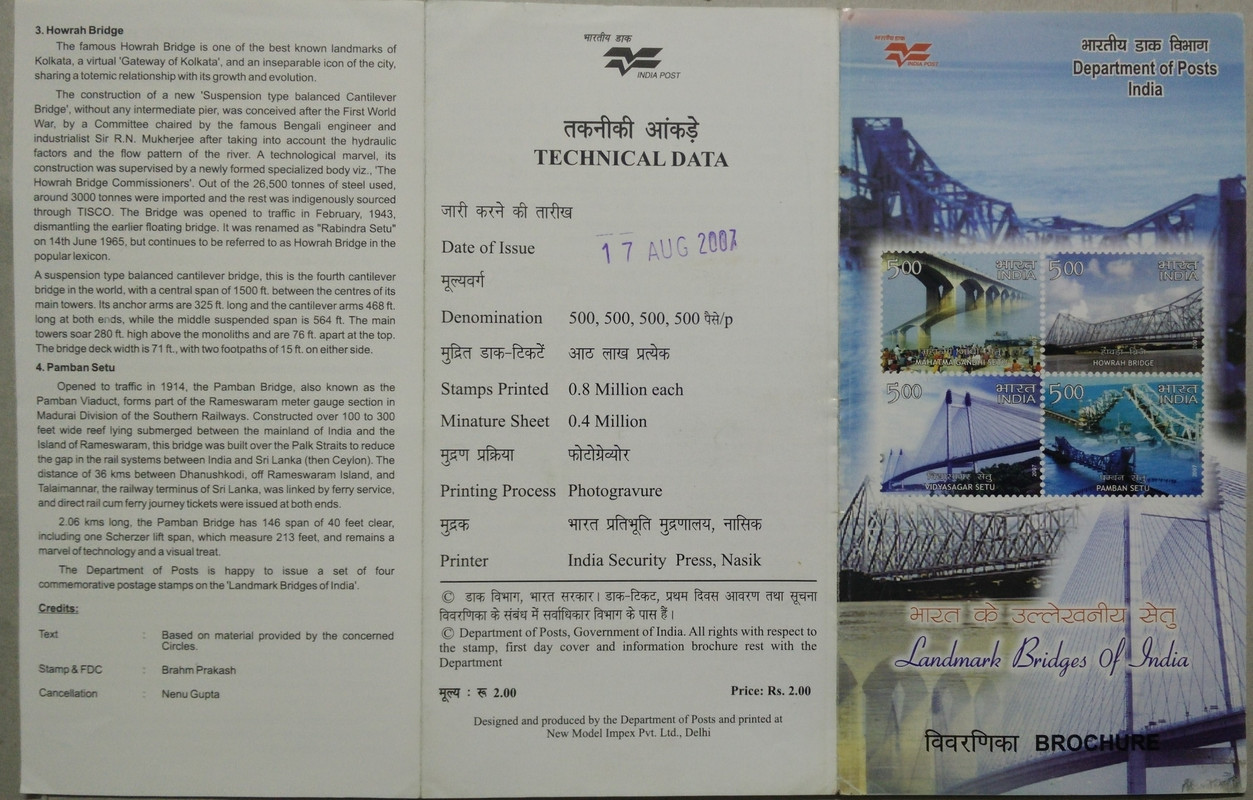 3. Howrah Bridge
The famous Howrah Bridge is one of the best known landmarks of
Kolkata, a virtual 'Gateway of Kolkata', and an inseparable icon of the city,
sharing a totemic relationship with its growth and evolution.
The construction of a new 'Suspension type balanced Cantilever
Bridge', without any intermediate pier, was conceived after the First World
War, by a Committee chaired by the famous Bengali engineer and
industrialist Sir R.N. Mukherjee after taking into account the hydraulic
factors and the flow pattern of the river. A technological marvel, its
construction was supervised by a newly formed specialized body viz., 'The
Howrah Bridge Commissioners'. Out of the 26,500 tonnes of steel used,
around 3000 tonnes were imported and the rest was indigenously sourced
through TISCO. The Bridge was opened to traffic in February, 1943,
dismantling the earlier floating bridge. It was renamed as "Rabindra Setu"
on 14th June 1965, but continues to be referred to as Howrah Bridge in the
popular lexicon.
A suspension type balanced cantilever bridge, this is the fourth cantilever
bridge in the world, with a central span of 1500 ft. between the centres of its
main towers. Its anchor arms are 325 ft. long and the cantilever arms 468 ft.
long at both ends, while the middle suspended span is 564 ft. The main
towers soar 280 ft. high above the monoliths and are 76 ft. apart at the top.
The bridge deck width is 71 ft., with two footpaths of 15 ft. on either side.
4. Pamban Setu
Opened to traffic in 1914, the Pamban Bridge, also known as the
Pamban Viaduct, forms part of the Rameswaram meter gauge section in
Madurai Division of the Southern Railways. Constructed over 100 to 300
feet wide reef lying submerged between the mainland of India and the
Island of Rameswaram, this bridge was built over the Palk Straits to reduce
the gap in the rail systems between India and Sri Lanka (then Ceylon). The
distance of 36 kms between Dhanushkodi, off Rameswaram Island, and
Talaimannar, the railway terminus of Sri Lanka, was linked by ferry service,
and direct rail cum ferry journey tickets were issued at both ends.
2.06 kms long, the Pamban Bridge has 146 span of 40 feet clear,
including one Scherzer lift span, which measure 213 feet, and remains a
marvel of technology and a visual treat.
The Department of Posts is happy to issue a set of four
commemorative postage stamps on the 'Landmark Bridges of India'.
Credits:
Text : Based on material provided by the concerned
Circles.
Stamp & FDC : Brahm Prakash
Cancellation : Nenu Gupta
भारतीय डाक
INDIA POST
तकनीकी आंकड़े
TECHNICAL DATA
जारी करने की तारीख
Date of Issue 17 AUG 2007
मूल्यवर्ग
Denomination 500, 500, 500, 500 पैसे/p
मुद्रित डाक-टिकटें आठ लाख प्रत्येक
Stamps Printed 0.8 Million each
Minature Sheet 0.4 Million
मुद्रण प्रक्रिया फोटोग्रेव्योर
Printing Process Photogravure
मुद्रक भारत प्रतिभूति मुद्रणालय, नासिक
Printer India Security Press, Nasik
© डाक विभाग, भारत सरकार। डाक-टिकट, प्रथम दिवस आवरण तथा सूचना
विवरणिका के संबंध में सर्वाधिकार विभाग के पास हैं।
© Department of Posts, Government of India. All rights with respect to
the stamp, first day cover and information brochure rest with the
Department
मूल्य : रू 2.00 Price: Rs. 2.00
Designed and produced by the Department of Posts and printed at
New Model Impex Pvt. Ltd., Delhi
भारतीय डाक
INDIA POST
भारतीय डाक विभाग
Department of Posts
India
500 भारत INDIA
MAHATMA GANDHI SETU
500 भारत INDIA
हावड़ा ब्रिज
HOWRAH BRIDGE
500 भारत INDIA
विद्यासागर सेतु
VIDYASAGAR SETU
500 भारत INDIA
पम्बन सेतु
PAMBAN SETU
भारत के उल्लेखनीय सेतु
Landmark Bridges Of India
विवरणिका BROCHURE